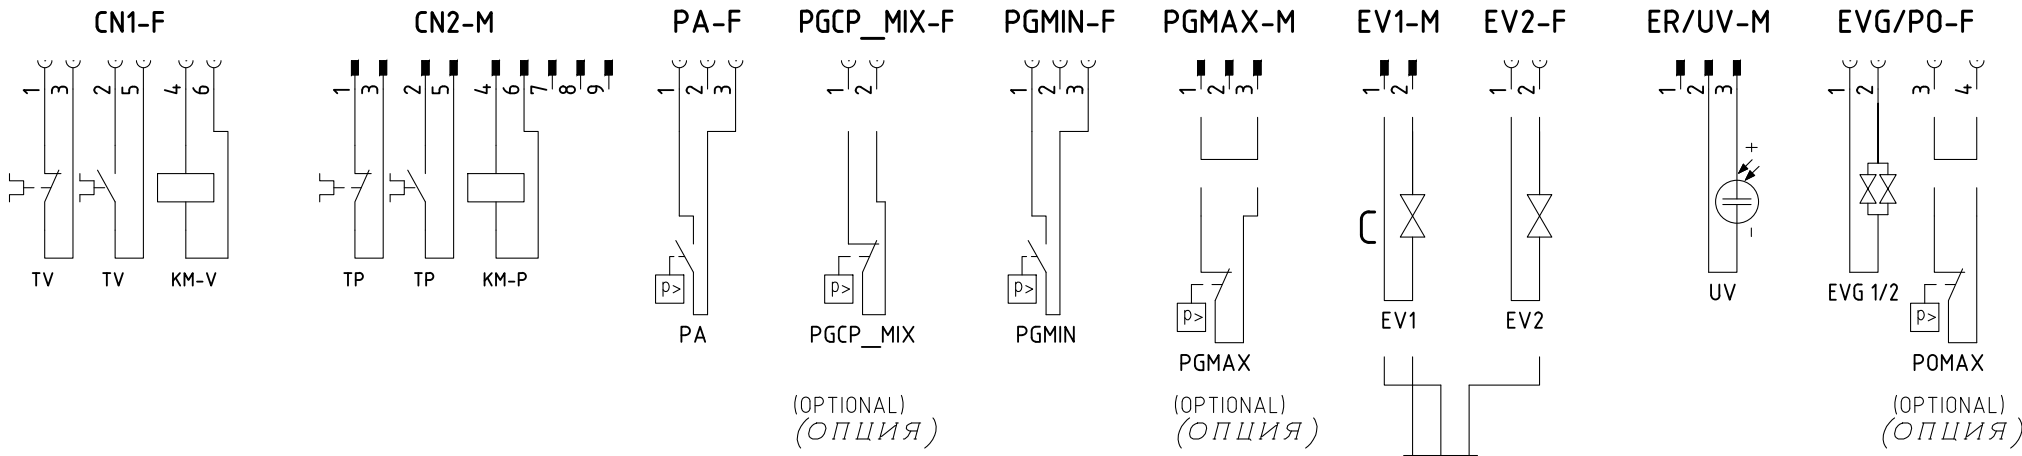 CN1-F CN2-M PA-F PGCP_MIX-F PGMIN-F PGMAX-M EV1-M EV2-F ER/UV-M EVG/PO-F
1 3 2 5 4 6 1 3 2 5 4 6 7 8 9 1 2 3 1 2 1 2 3 1 2 3 1 2 1 2 1 2 3 1 2 3 4
+
-
p> p> p> p> p>
TV TV KM-V TP TP KM-P UV EVG 1/2
PA PGCP_MIX PGMIN EV1 EV2
PGMAX POMAX
(OPTIONAL) (OPTIONAL) (OPTIONAL)
(ОПЦИЯ) (ОПЦИЯ) (ОПЦИЯ)